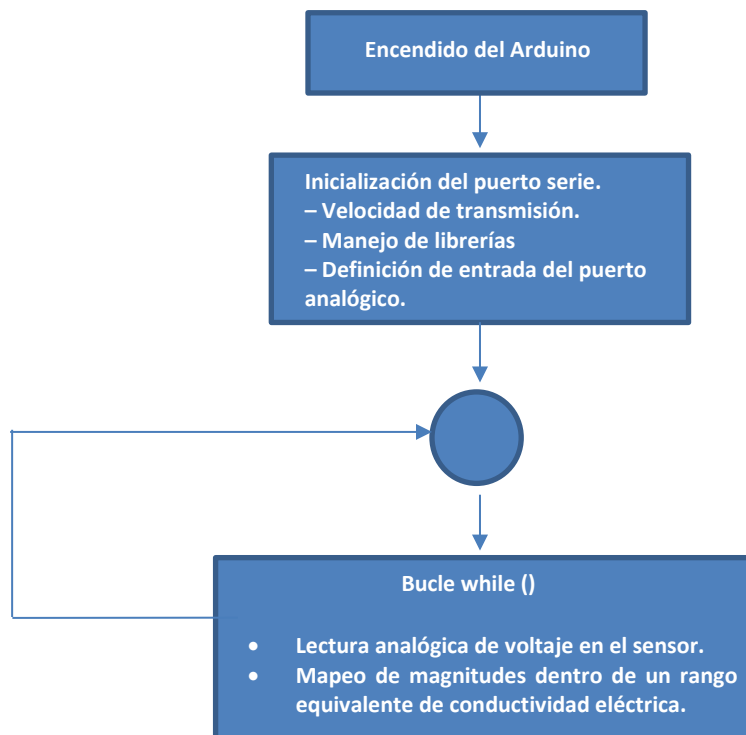 Encendido del Arduino
Inicialización del puerto serie.
– Velocidad de transmisión.
– Manejo de librerías
– Definición de entrada del puerto
analógico.
Bucle while ()
• Lectura analógica de voltaje en el sensor.
• Mapeo de magnitudes dentro de un rango
equivalente de conductividad eléctrica.